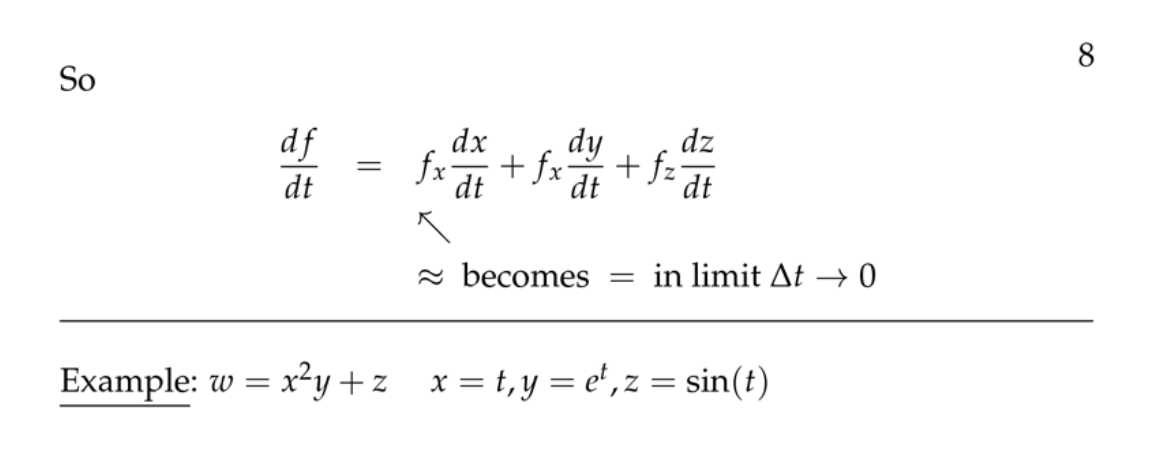 8
So
df/dt = f_x dx/dt + f_x dy/dt + f_z dz/dt
↖
≈ becomes = in limit Δt → 0
Example: w = x²y + z x = t, y = eᵗ, z = sin(t)